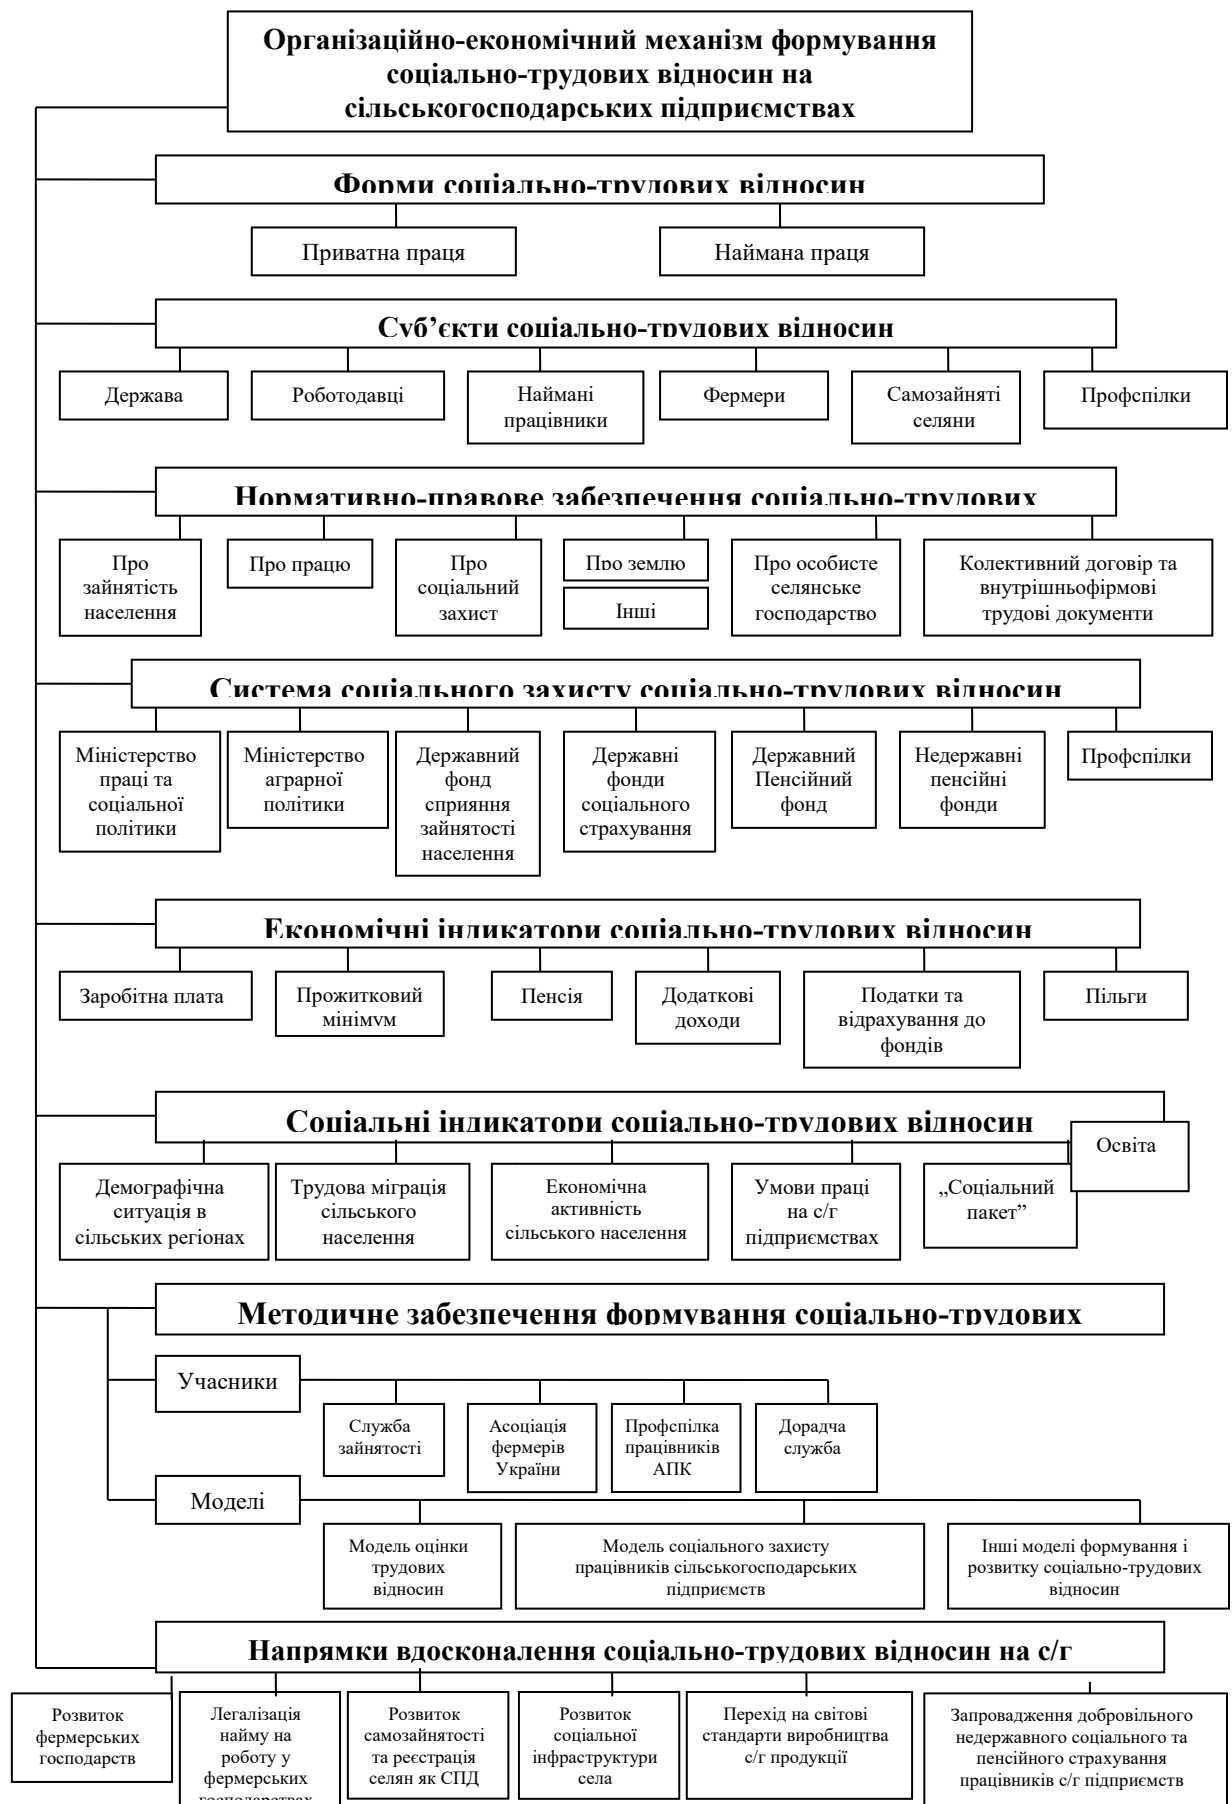 Організаційно-економічний механізм формування
соціально-трудових відносин на
сільськогосподарських підприємствах
Форми соціально-трудових відносин
Приватна праця
Наймана праця
Суб’єкти соціально-трудових відносин
Держава
Роботодавці
Наймані
працівники
Фермери
Самозайняті
селяни
Профспілки
Нормативно-правове забезпечення соціально-трудових
Про
зайнятість
населення
Про працю
Про
соціальний
захист
Про землю
Інші
Про особисте
селянське
господарство
Колективний договір та
внутрішньофірмові
трудові документи
Система соціального захисту соціально-трудових відносин
Міністерство
праці та
соціальної
політики
Міністерство
аграрної
політики
Державний
фонд
сприяння
зайнятості
населення
Державні
фонди
соціального
страхування
Державний
Пенсійний
фонд
Недержавні
пенсійні
фонди
Профспілки
Економічні індикатори соціально-трудових відносин
Заробітна плата
Прожитковий
мінімум
Пенсія
Додаткові
доходи
Податки та
відрахування до
фондів
Пільги
Соціальні індикатори соціально-трудових відносин
Освіта
Демографічна
ситуація в
сільських регіонах
Трудова міграція
сільського
населення
Економічна
активність
сільського населення
Умови праці
на с/г
підприємствах
„Соціальний
пакет”
Методичне забезпечення формування соціально-трудових
Учасники
Служба
зайнятості
Асоціація
фермерів
України
Профспілка
працівників
АПК
Дорадча
служба
Моделі
Модель оцінки
трудових
відносин
Модель соціального захисту
працівників сільськогосподарських
підприємств
Інші моделі формування і
розвитку соціально-трудових
відносин
Напрямки вдосконалення соціально-трудових відносин на с/г
Розвиток
фермерських
господарств
Легалізація
найму на
роботу у
фермерських
господарствах
Розвиток
самозайнятості
та реєстрація
селян як СПД
Розвиток
соціальної
інфраструктури
села
Перехід на світові
стандарти виробництва
с/г продукції
Запровадження добровільного
недержавного соціального та
пенсійного страхування
працівників с/г підприємств